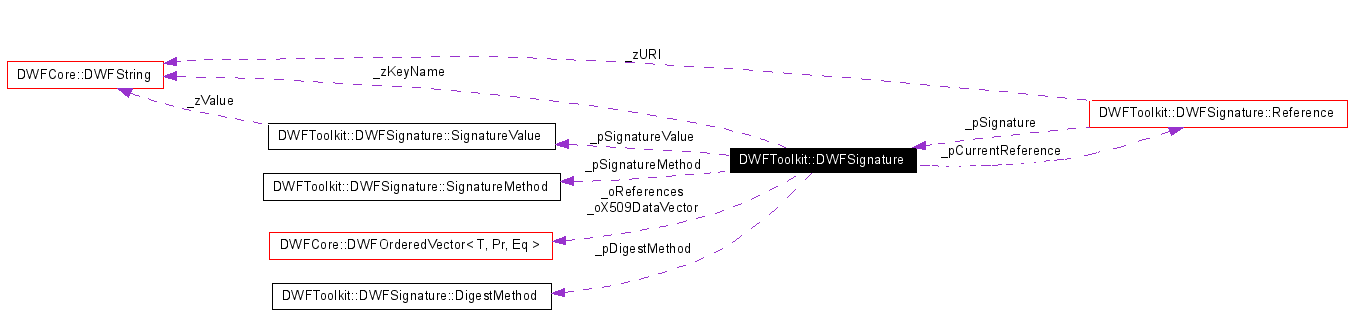 _zURI
DWFCore::DWFString
_zKeyName
_zValue
DWFToolkit::DWFSignature::Reference
_pSignature
DWFToolkit::DWFSignature::SignatureValue
_pSignatureValue
_pCurrentReference
DWFToolkit::DWFSignature
_pSignatureMethod
DWFToolkit::DWFSignature::SignatureMethod
_oReferences
_oX509DataVector
DWFCore::DWFOrderedVector< T, Pr, Eq >
_pDigestMethod
DWFToolkit::DWFSignature::DigestMethod